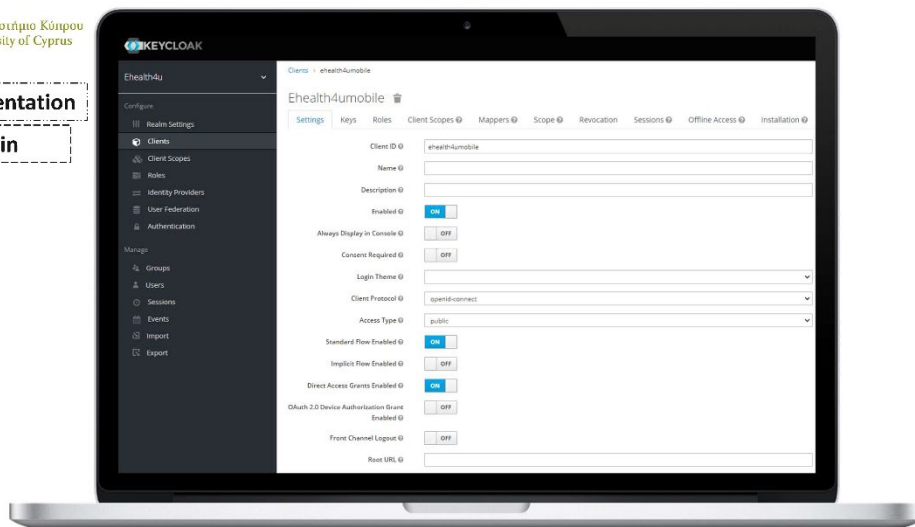 sity of Cyprus
entation
in
KEYCLOAK
Ehealth4u
Configure
Realm Settings
Clients
Client Scopes
Roles
Identity Providers
User Federation
Authentication
Manage
Groups
Users
Sessions
Events
Import
Export
Clients > ehealth4umobile
Ehealth4umobile
Settings Keys Roles Client Scopes Mappers Scope Revocation Sessions Offline Access Installation
Client ID ehealth4umobile
Name
Description
Enabled ON
Always Display in Console OFF
Consent Required OFF
Login Theme
Client Protocol openid-connect
Access Type public
Standard Flow Enabled ON
Implicit Flow Enabled OFF
Direct Access Grants Enabled ON
OAuth 2.0 Device Authorization Grant OFF
Enabled
Front Channel Logout OFF
Root URL